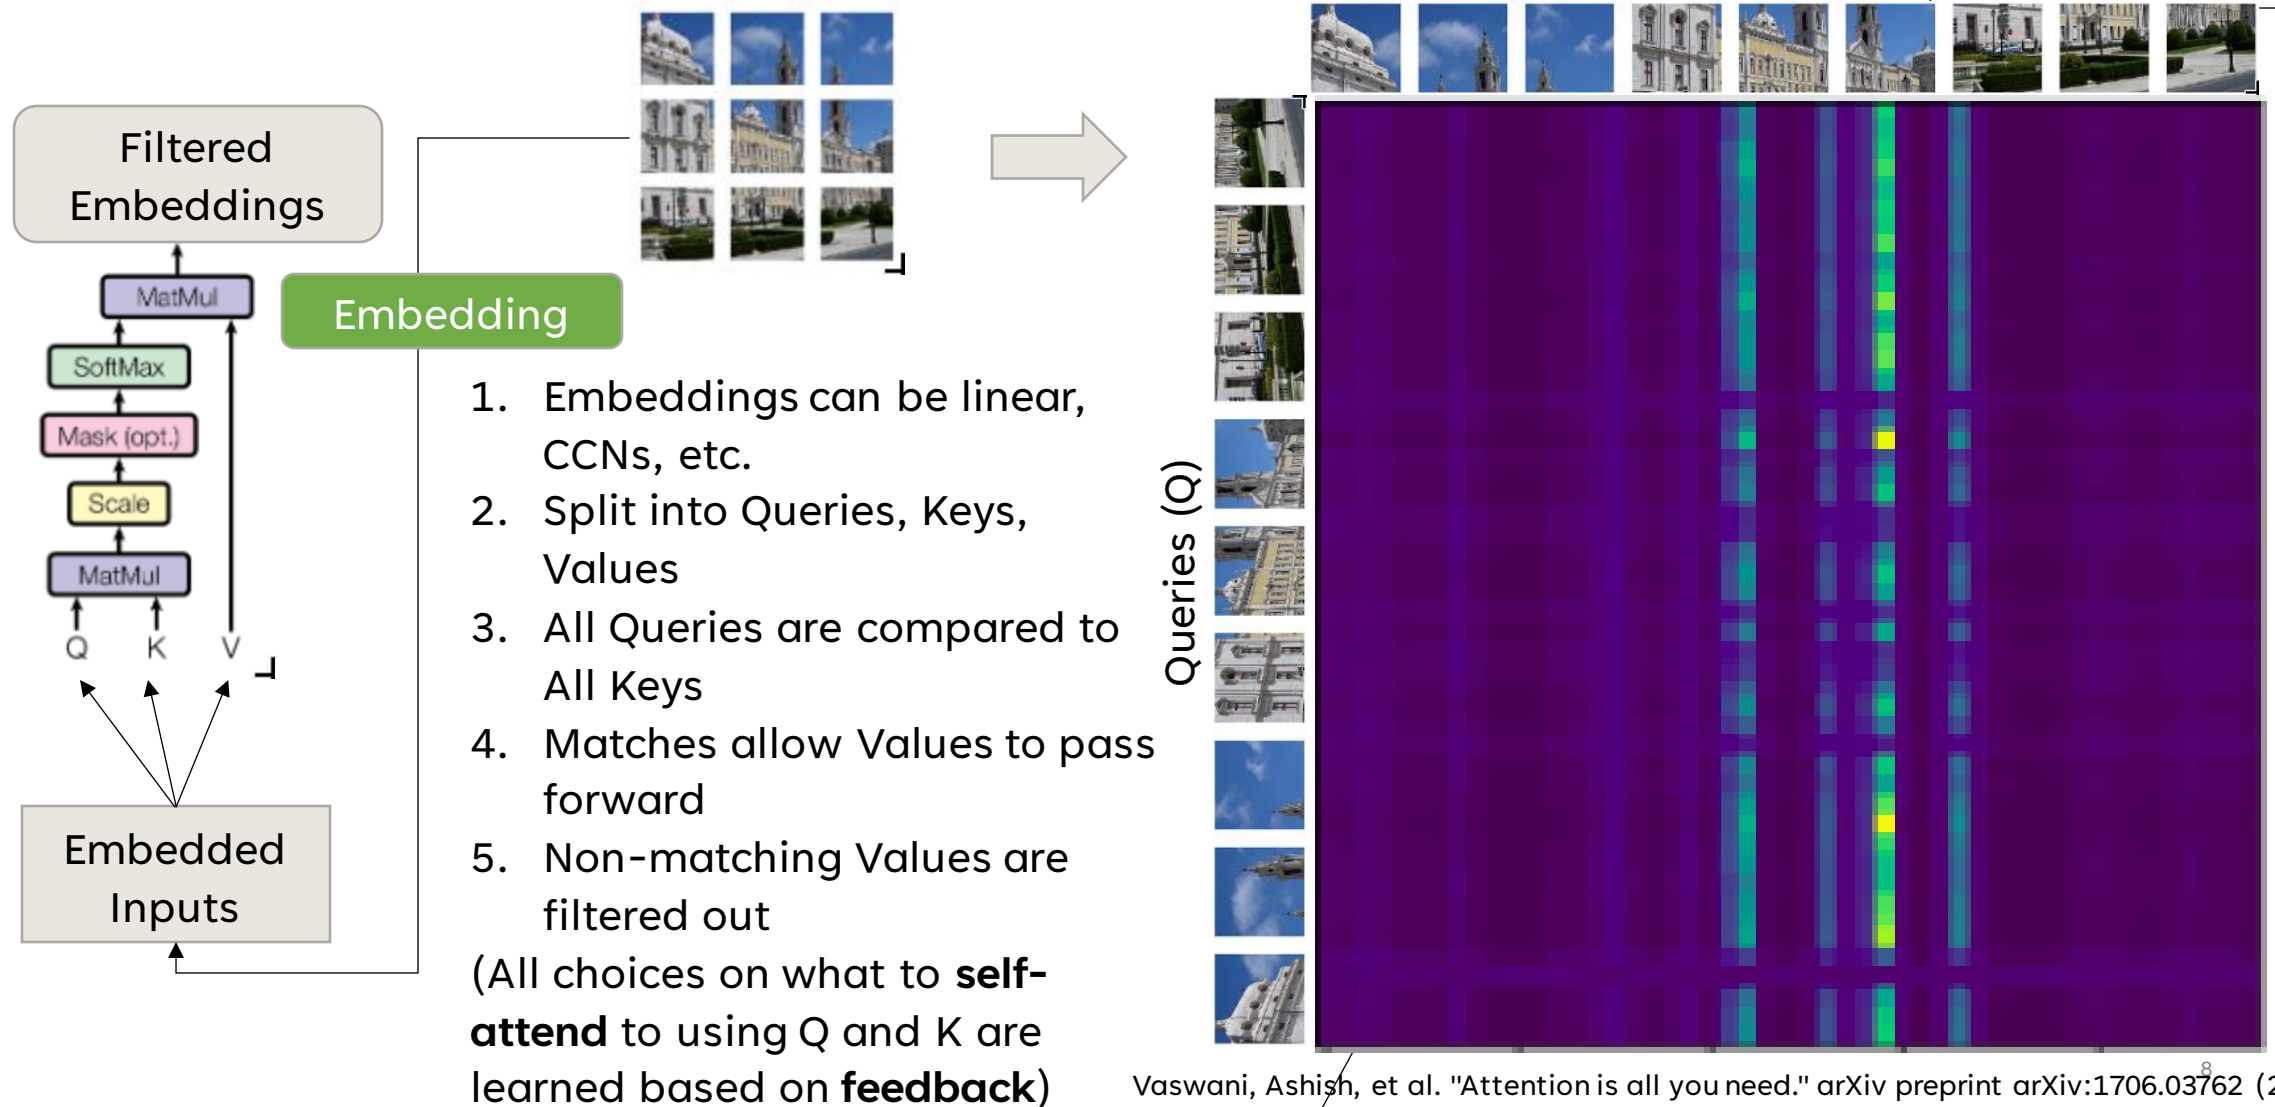 Filtered
Embeddings
MatMul
SoftMax
Mask (opt.)
Scale
MatMul
Q K V
Embedded
Inputs
Embedding
1. Embeddings can be linear,
CCNs, etc.
2. Split into Queries, Keys,
Values
3. All Queries are compared to
All Keys
4. Matches allow Values to pass
forward
5. Non-matching Values are
filtered out
(All choices on what to self-
attend to using Q and K are
learned based on feedback)
Queries (Q)
8
Vaswani, Ashish, et al. "Attention is all you need." arXiv preprint arXiv:1706.03762 (2